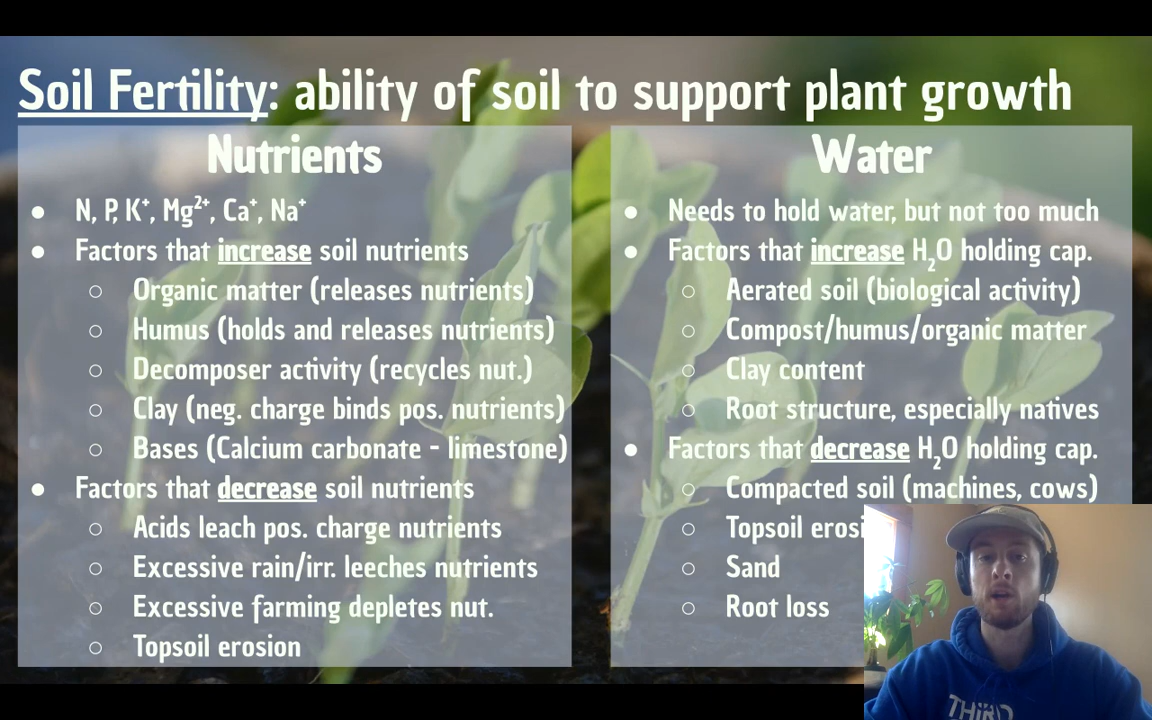 Soil Fertility: ability of soil to support plant growth
Nutrients
● N, P, K⁺, Mg²⁺, Ca⁺, Na⁺
● Factors that increase soil nutrients
○ Organic matter (releases nutrients)
○ Humus (holds and releases nutrients)
○ Decomposer activity (recycles nut.)
○ Clay (neg. charge binds pos. nutrients)
○ Bases (Calcium carbonate - limestone)
● Factors that decrease soil nutrients
○ Acids leach pos. charge nutrients
○ Excessive rain/irr. leeches nutrients
○ Excessive farming depletes nut.
○ Topsoil erosion
Water
● Needs to hold water, but not too much
● Factors that increase H₂O holding cap.
○ Aerated soil (biological activity)
○ Compost/humus/organic matter
○ Clay content
○ Root structure, especially natives
● Factors that decrease H₂O holding cap.
○ Compacted soil (machines, cows)
○ Topsoil erosi
○ Sand
○ Root loss
THIRD